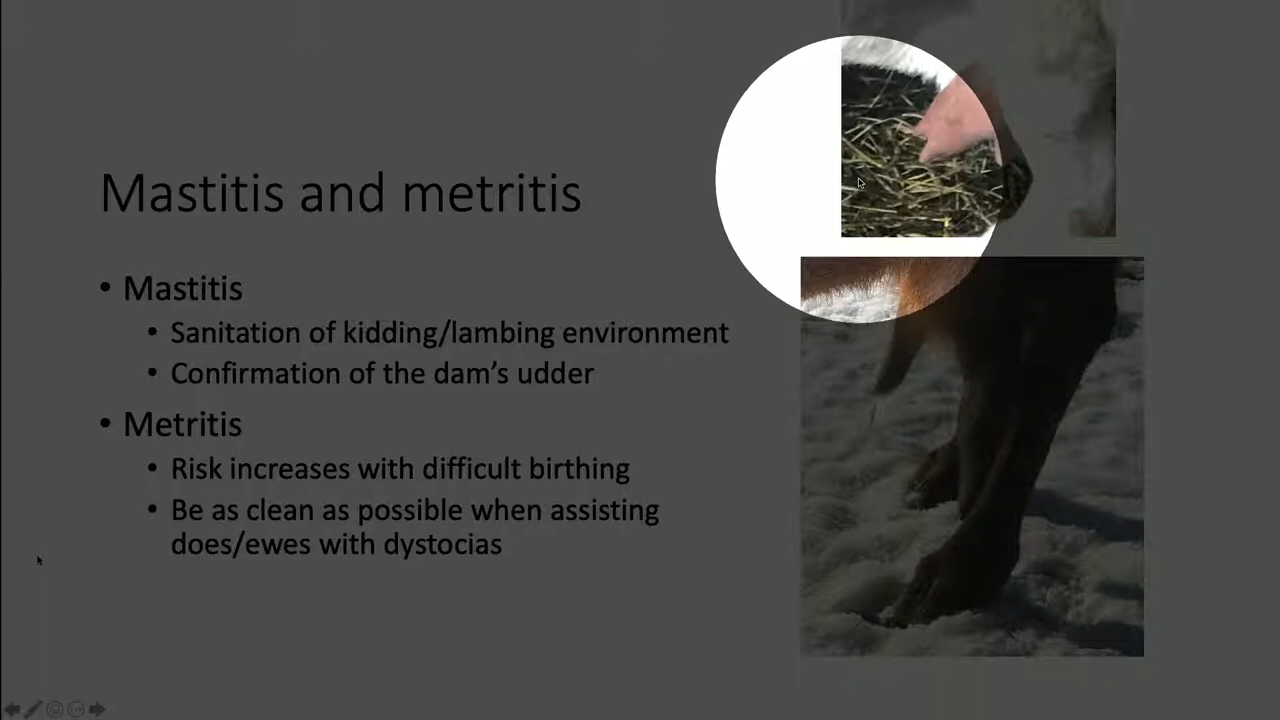 Mastitis and metritis
• Mastitis
• Sanitation of kidding/lambing environment
• Confirmation of the dam’s udder
• Metritis
• Risk increases with difficult birthing
• Be as clean as possible when assisting
does/ewes with dystocias